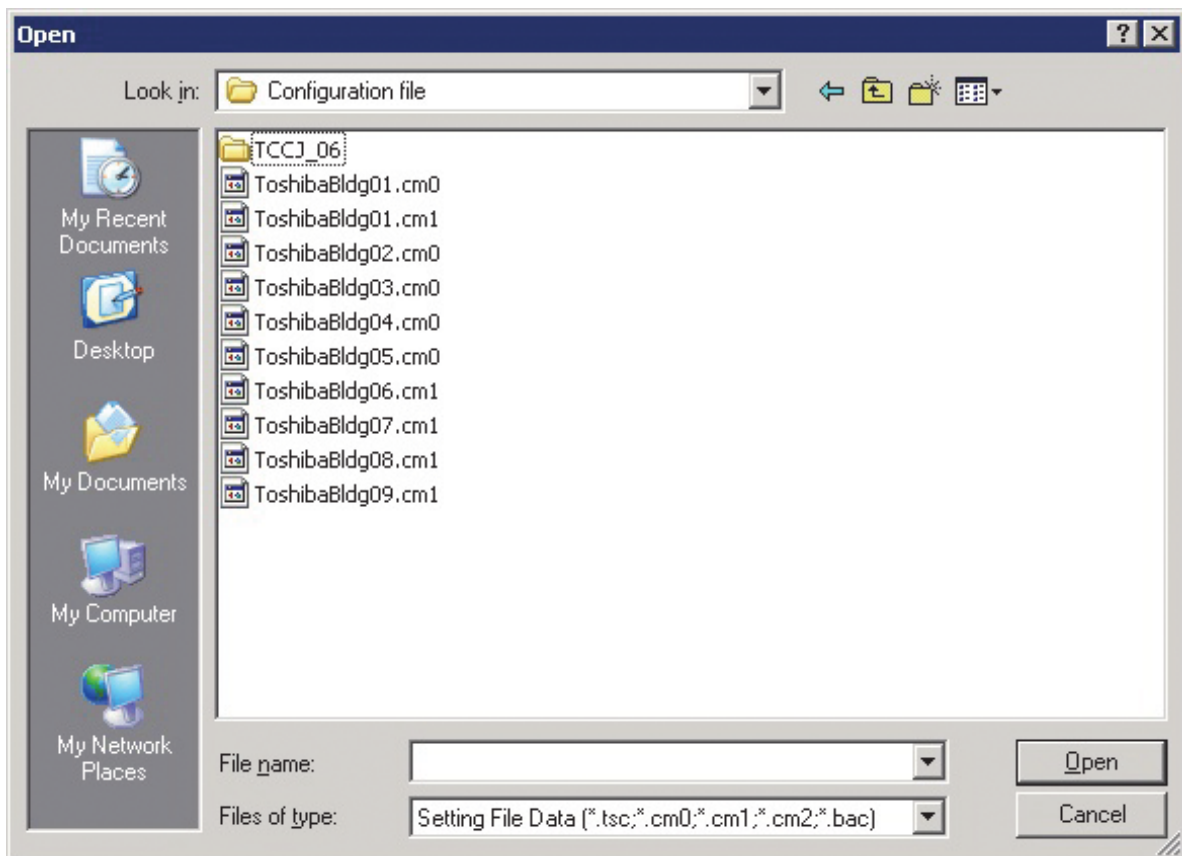 Open
Look in:
Configuration file
My Recent
Documents
Desktop
My Documents
My Computer
My Network
Places
TCCJ_06
ToshibaBldg01.cm0
ToshibaBldg01.cm1
ToshibaBldg02.cm0
ToshibaBldg03.cm0
ToshibaBldg04.cm0
ToshibaBldg05.cm0
ToshibaBldg06.cm1
ToshibaBldg07.cm1
ToshibaBldg08.cm1
ToshibaBldg09.cm1
File name:
Open
Files of type:
Setting File Data (*.tsc;*.cm0;*.cm1;*.cm2;*.bac)
Cancel